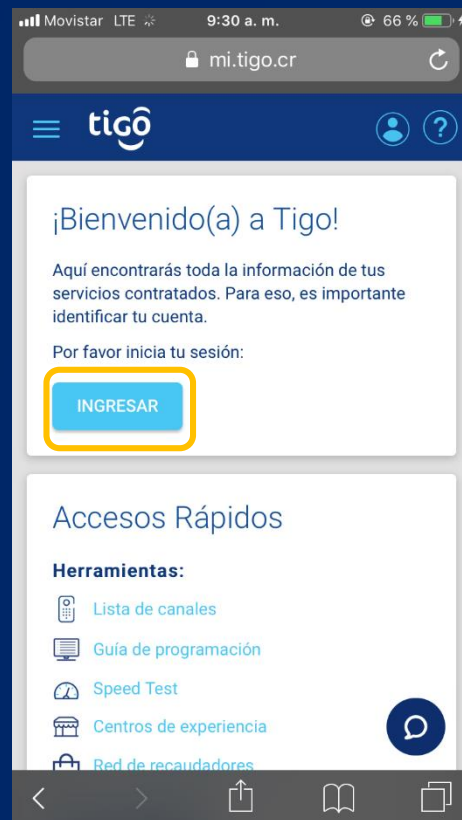 Movistar LTE 9:30 a. m. 66 %
mi.tigo.cr
tigô
?
¡Bienvenido(a) a Tigo!
Aquí encontrarás toda la información de tus
servicios contratados. Para eso, es importante
identificar tu cuenta.
Por favor inicia tu sesión:
INGRESAR
Accesos Rápidos
Herramientas:
Lista de canales
Guía de programación
Speed Test
Centros de experiencia
Red de recaudadores